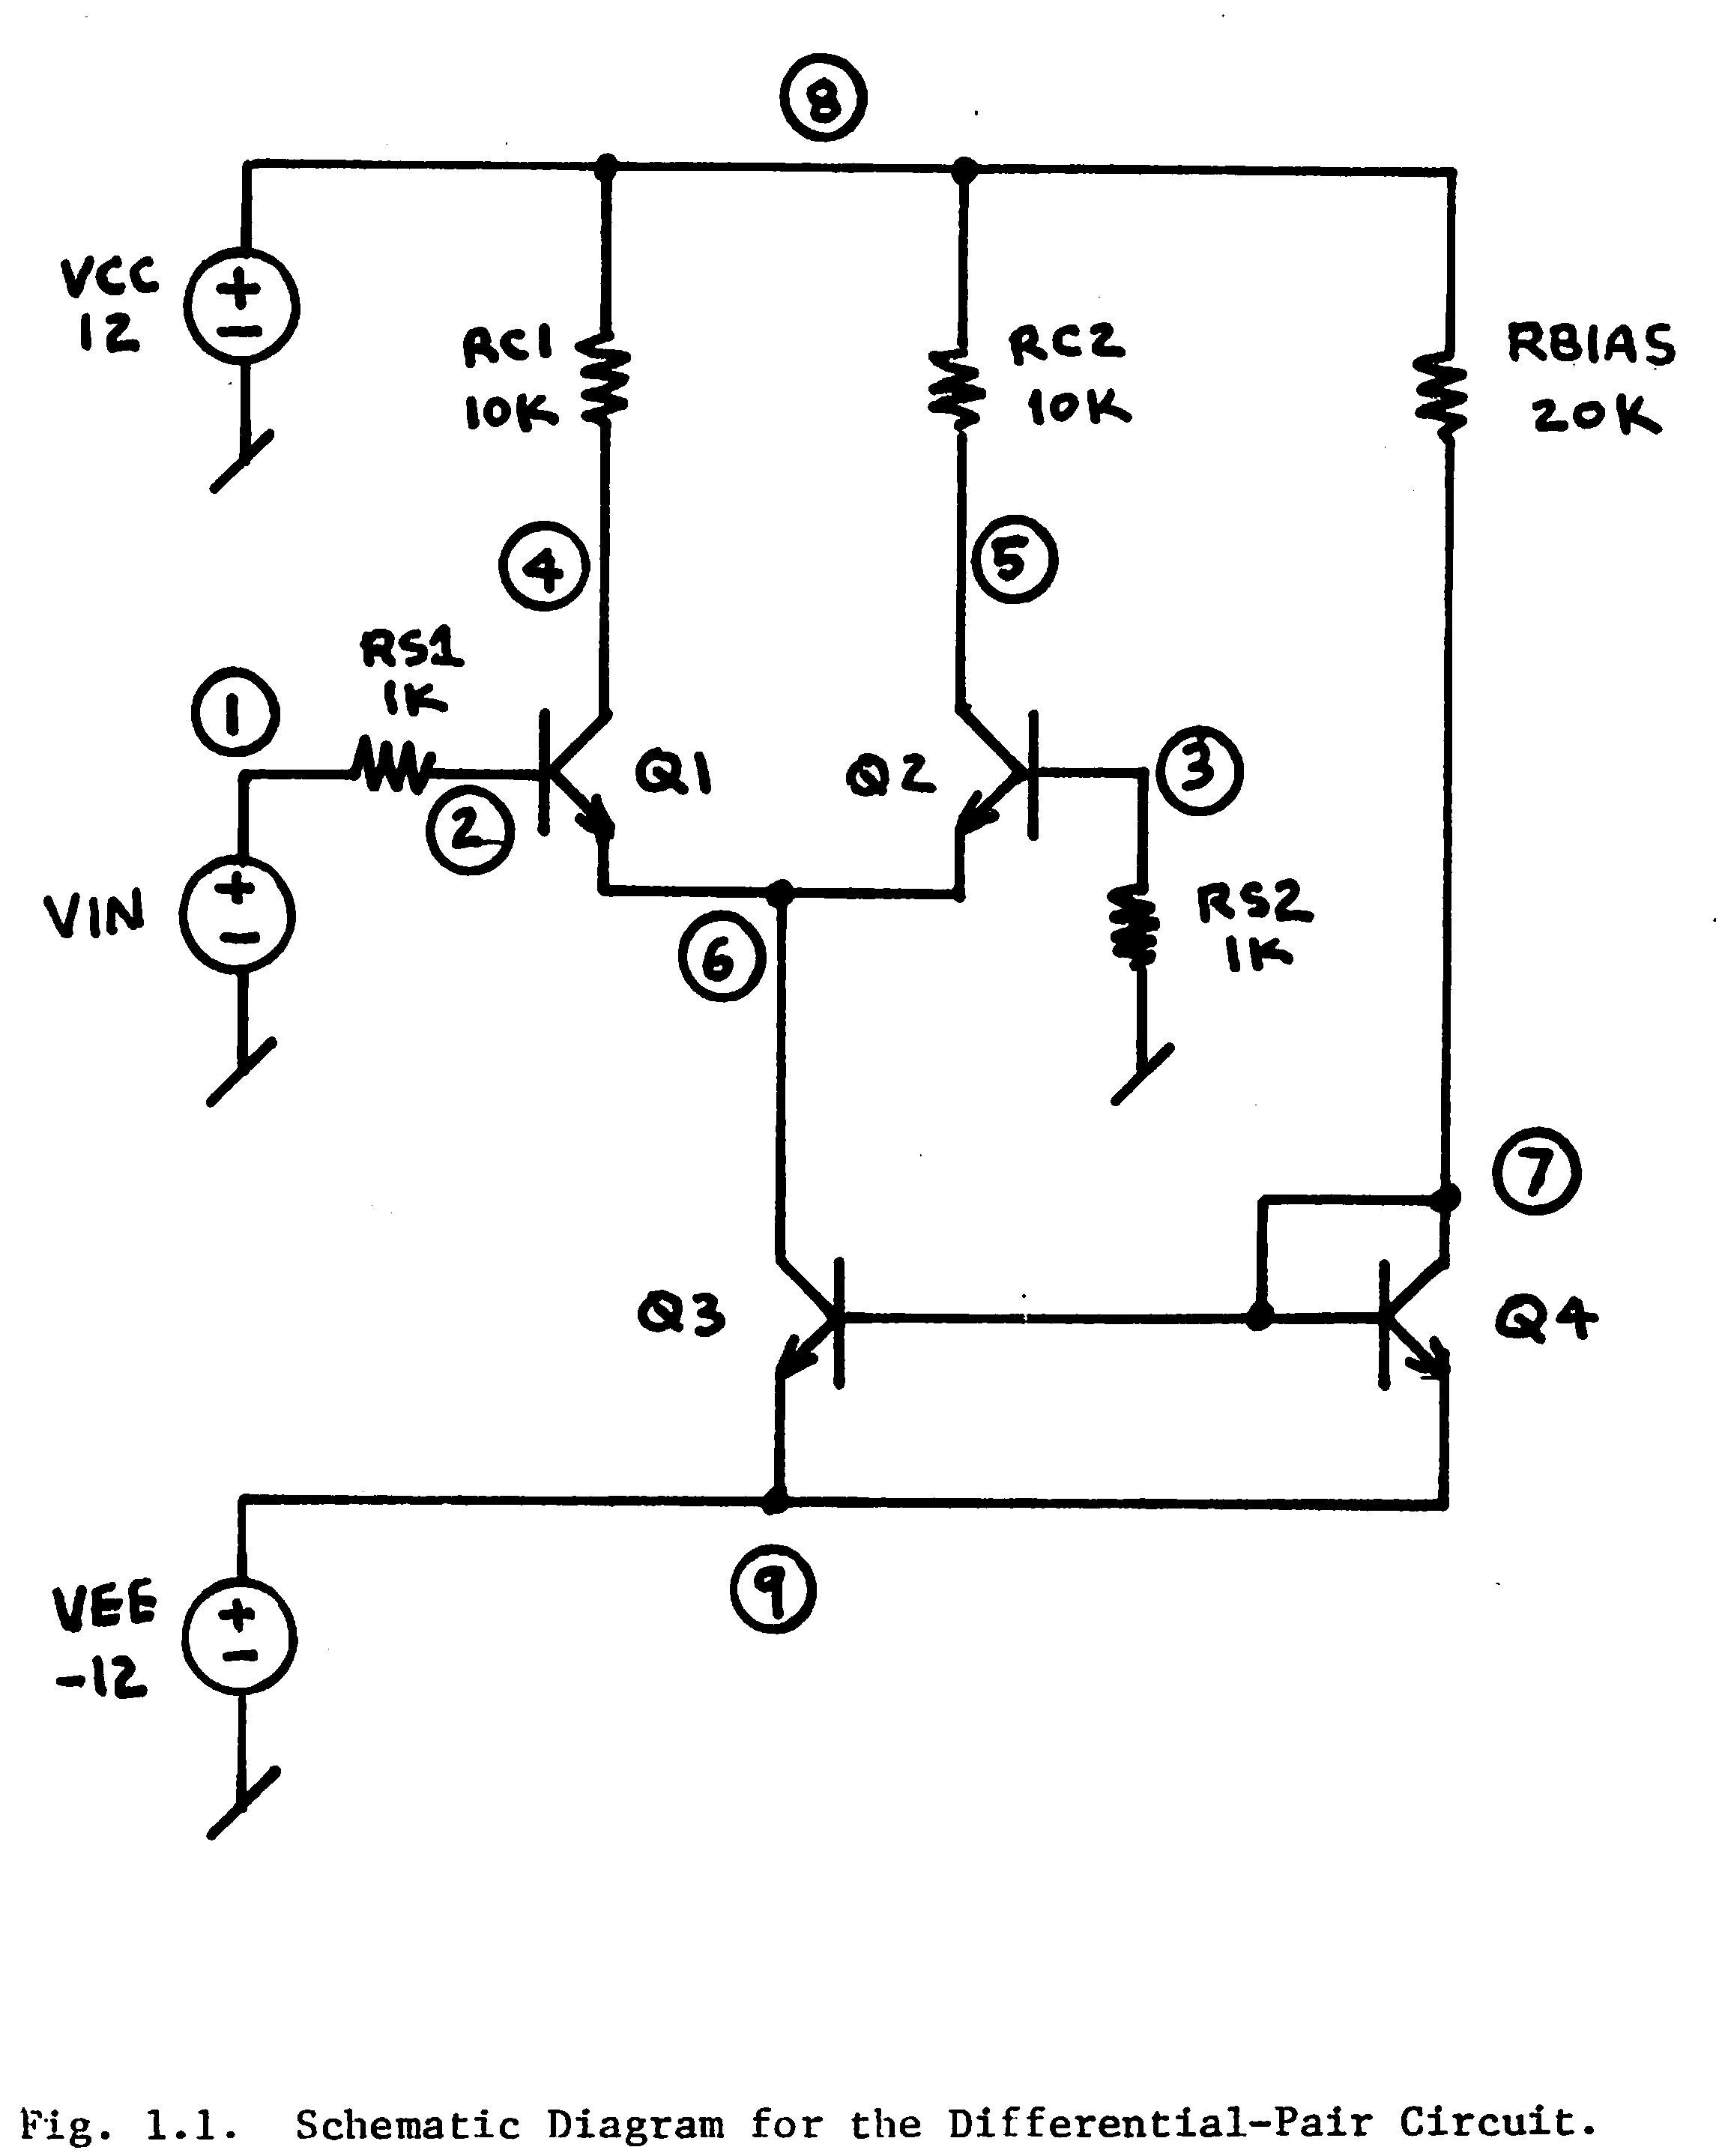 8
VCC
12
+
−
RC1
10K
RC2
10K
RBIAS
20K
4
5
RS1
1K
1
2
Q1
Q2
3
VIN
+
−
RS2
1K
6
7
Q3
Q4
9
VEE
-12
+
−
Fig. 1.1. Schematic Diagram for the Differential-Pair Circuit.